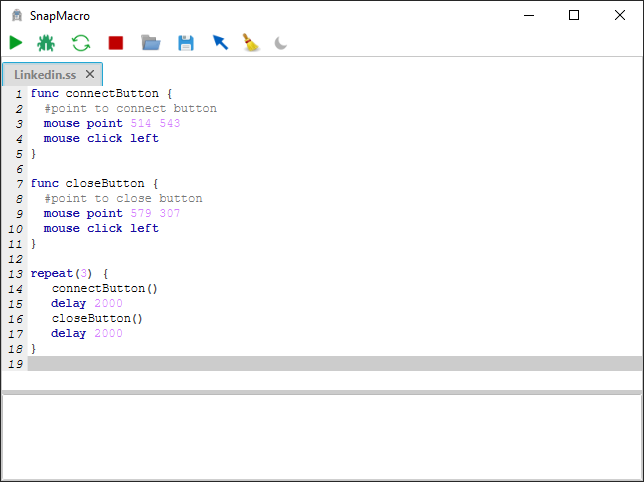 SnapMacro
Linkedin.ss
1 func connectButton {
2 #point to connect button
3 mouse point 514 543
4 mouse click left
5 }
6
7 func closeButton {
8 #point to close button
9 mouse point 579 307
10 mouse click left
11 }
12
13 repeat(3) {
14 connectButton()
15 delay 2000
16 closeButton()
17 delay 2000
18 }
19